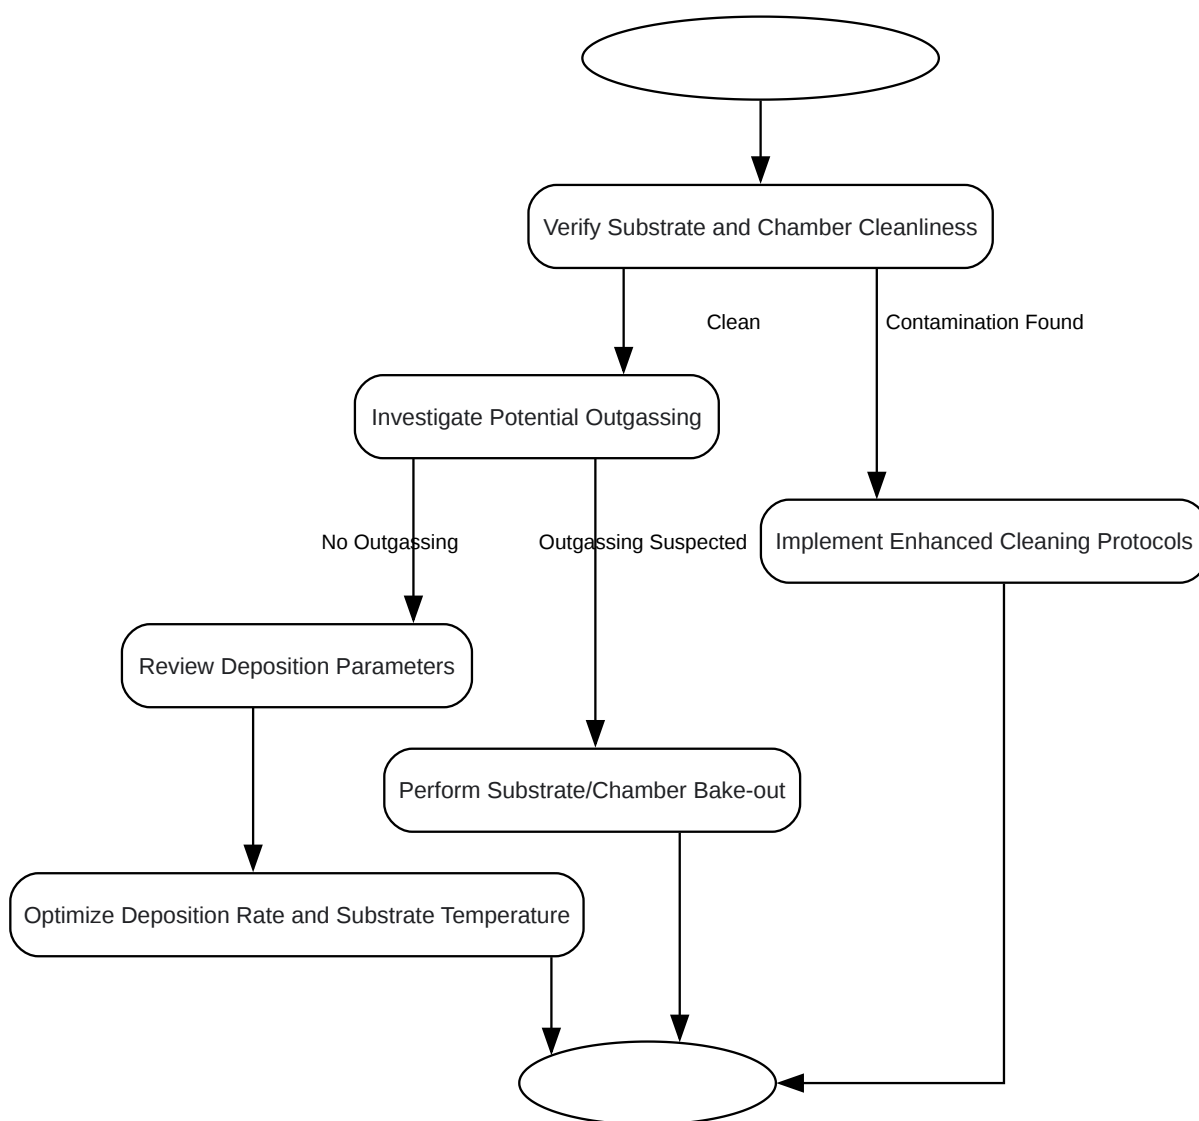 Verify Substrate and Chamber Cleanliness
Clean
Contamination Found
Investigate Potential Outgassing
No Outgassing
Outgassing Suspected
Implement Enhanced Cleaning Protocols
Review Deposition Parameters
Perform Substrate/Chamber Bake-out
Optimize Deposition Rate and Substrate Temperature